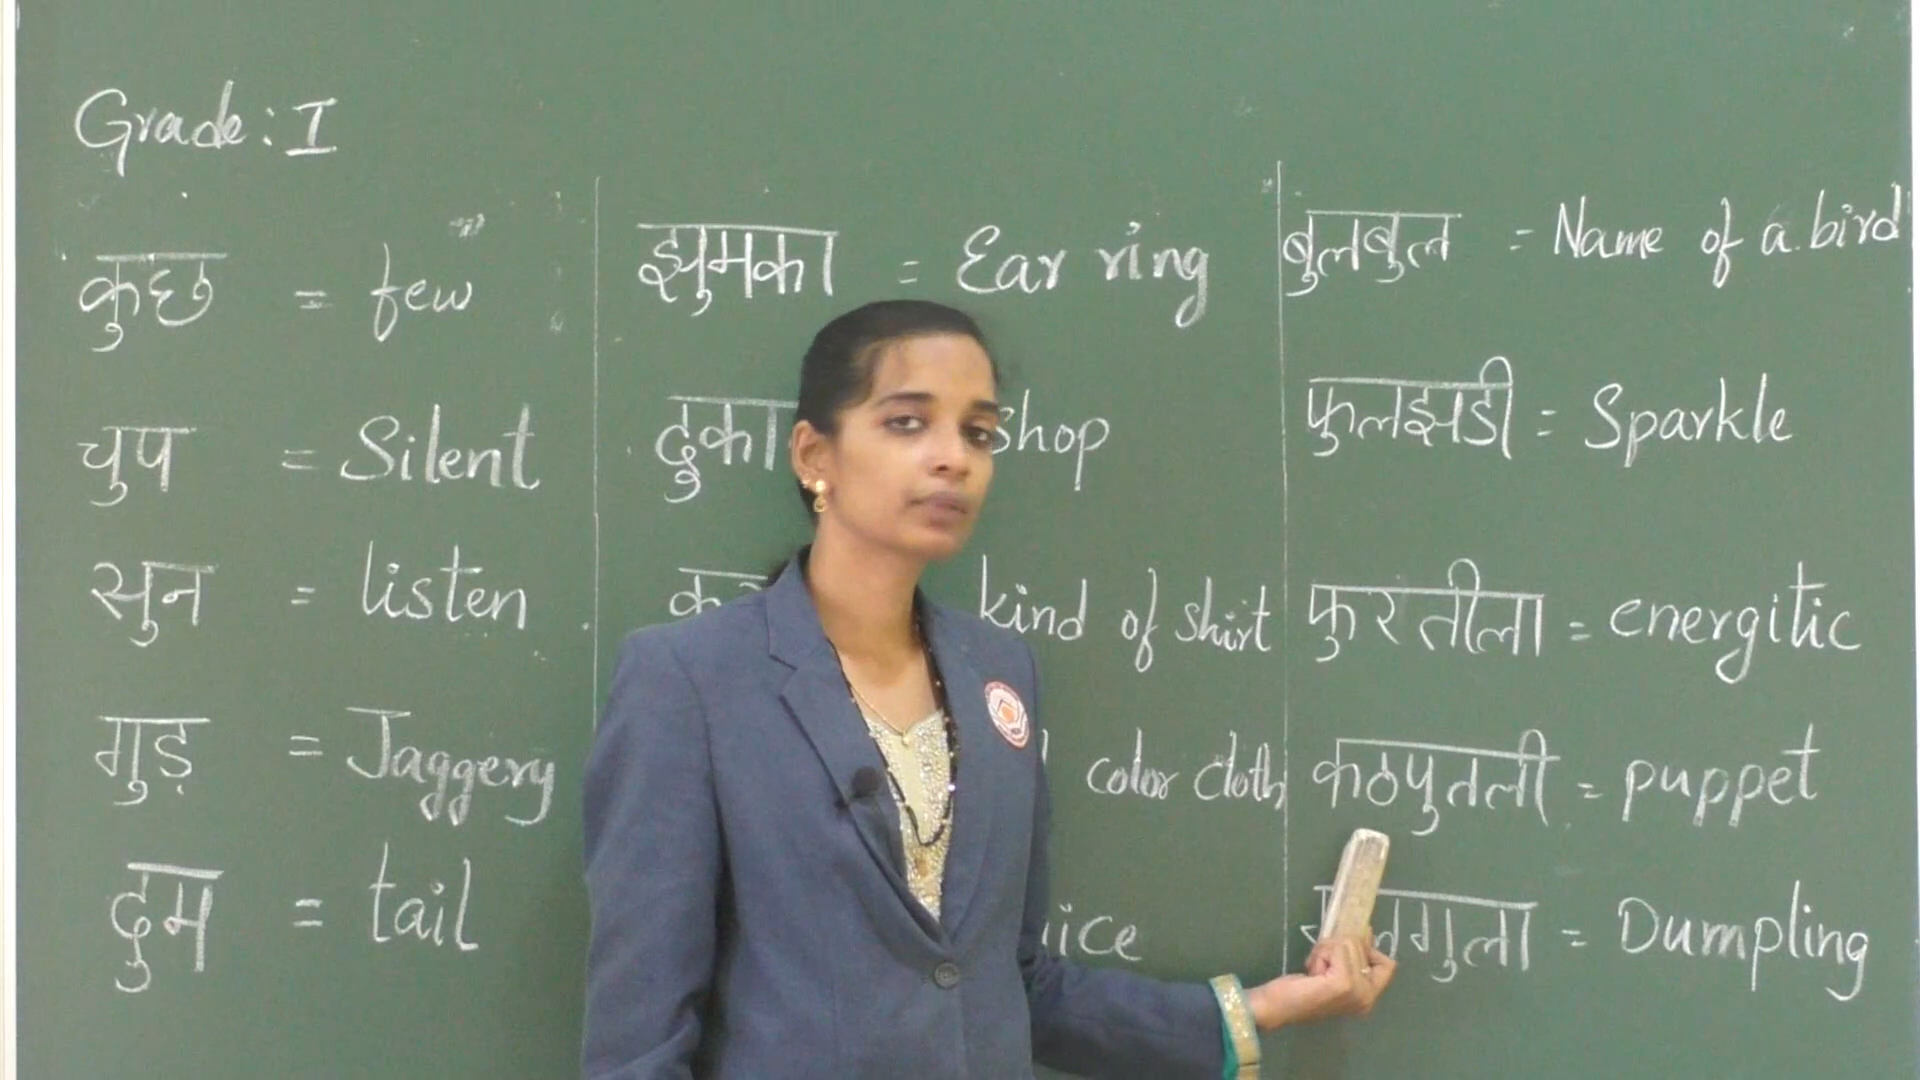 Grade: I
कुछ = few
चुप = Silent
सुन = listen
गुड़ = Jaggery
दुम = tail
झुमका = Ear ring
shop
kind of shirt
color cloth
बुलबुल = Name of a bird
फुलझडी = Sparkle
फुरतीला = energitic
कठपुतली = puppet
= Dumpling